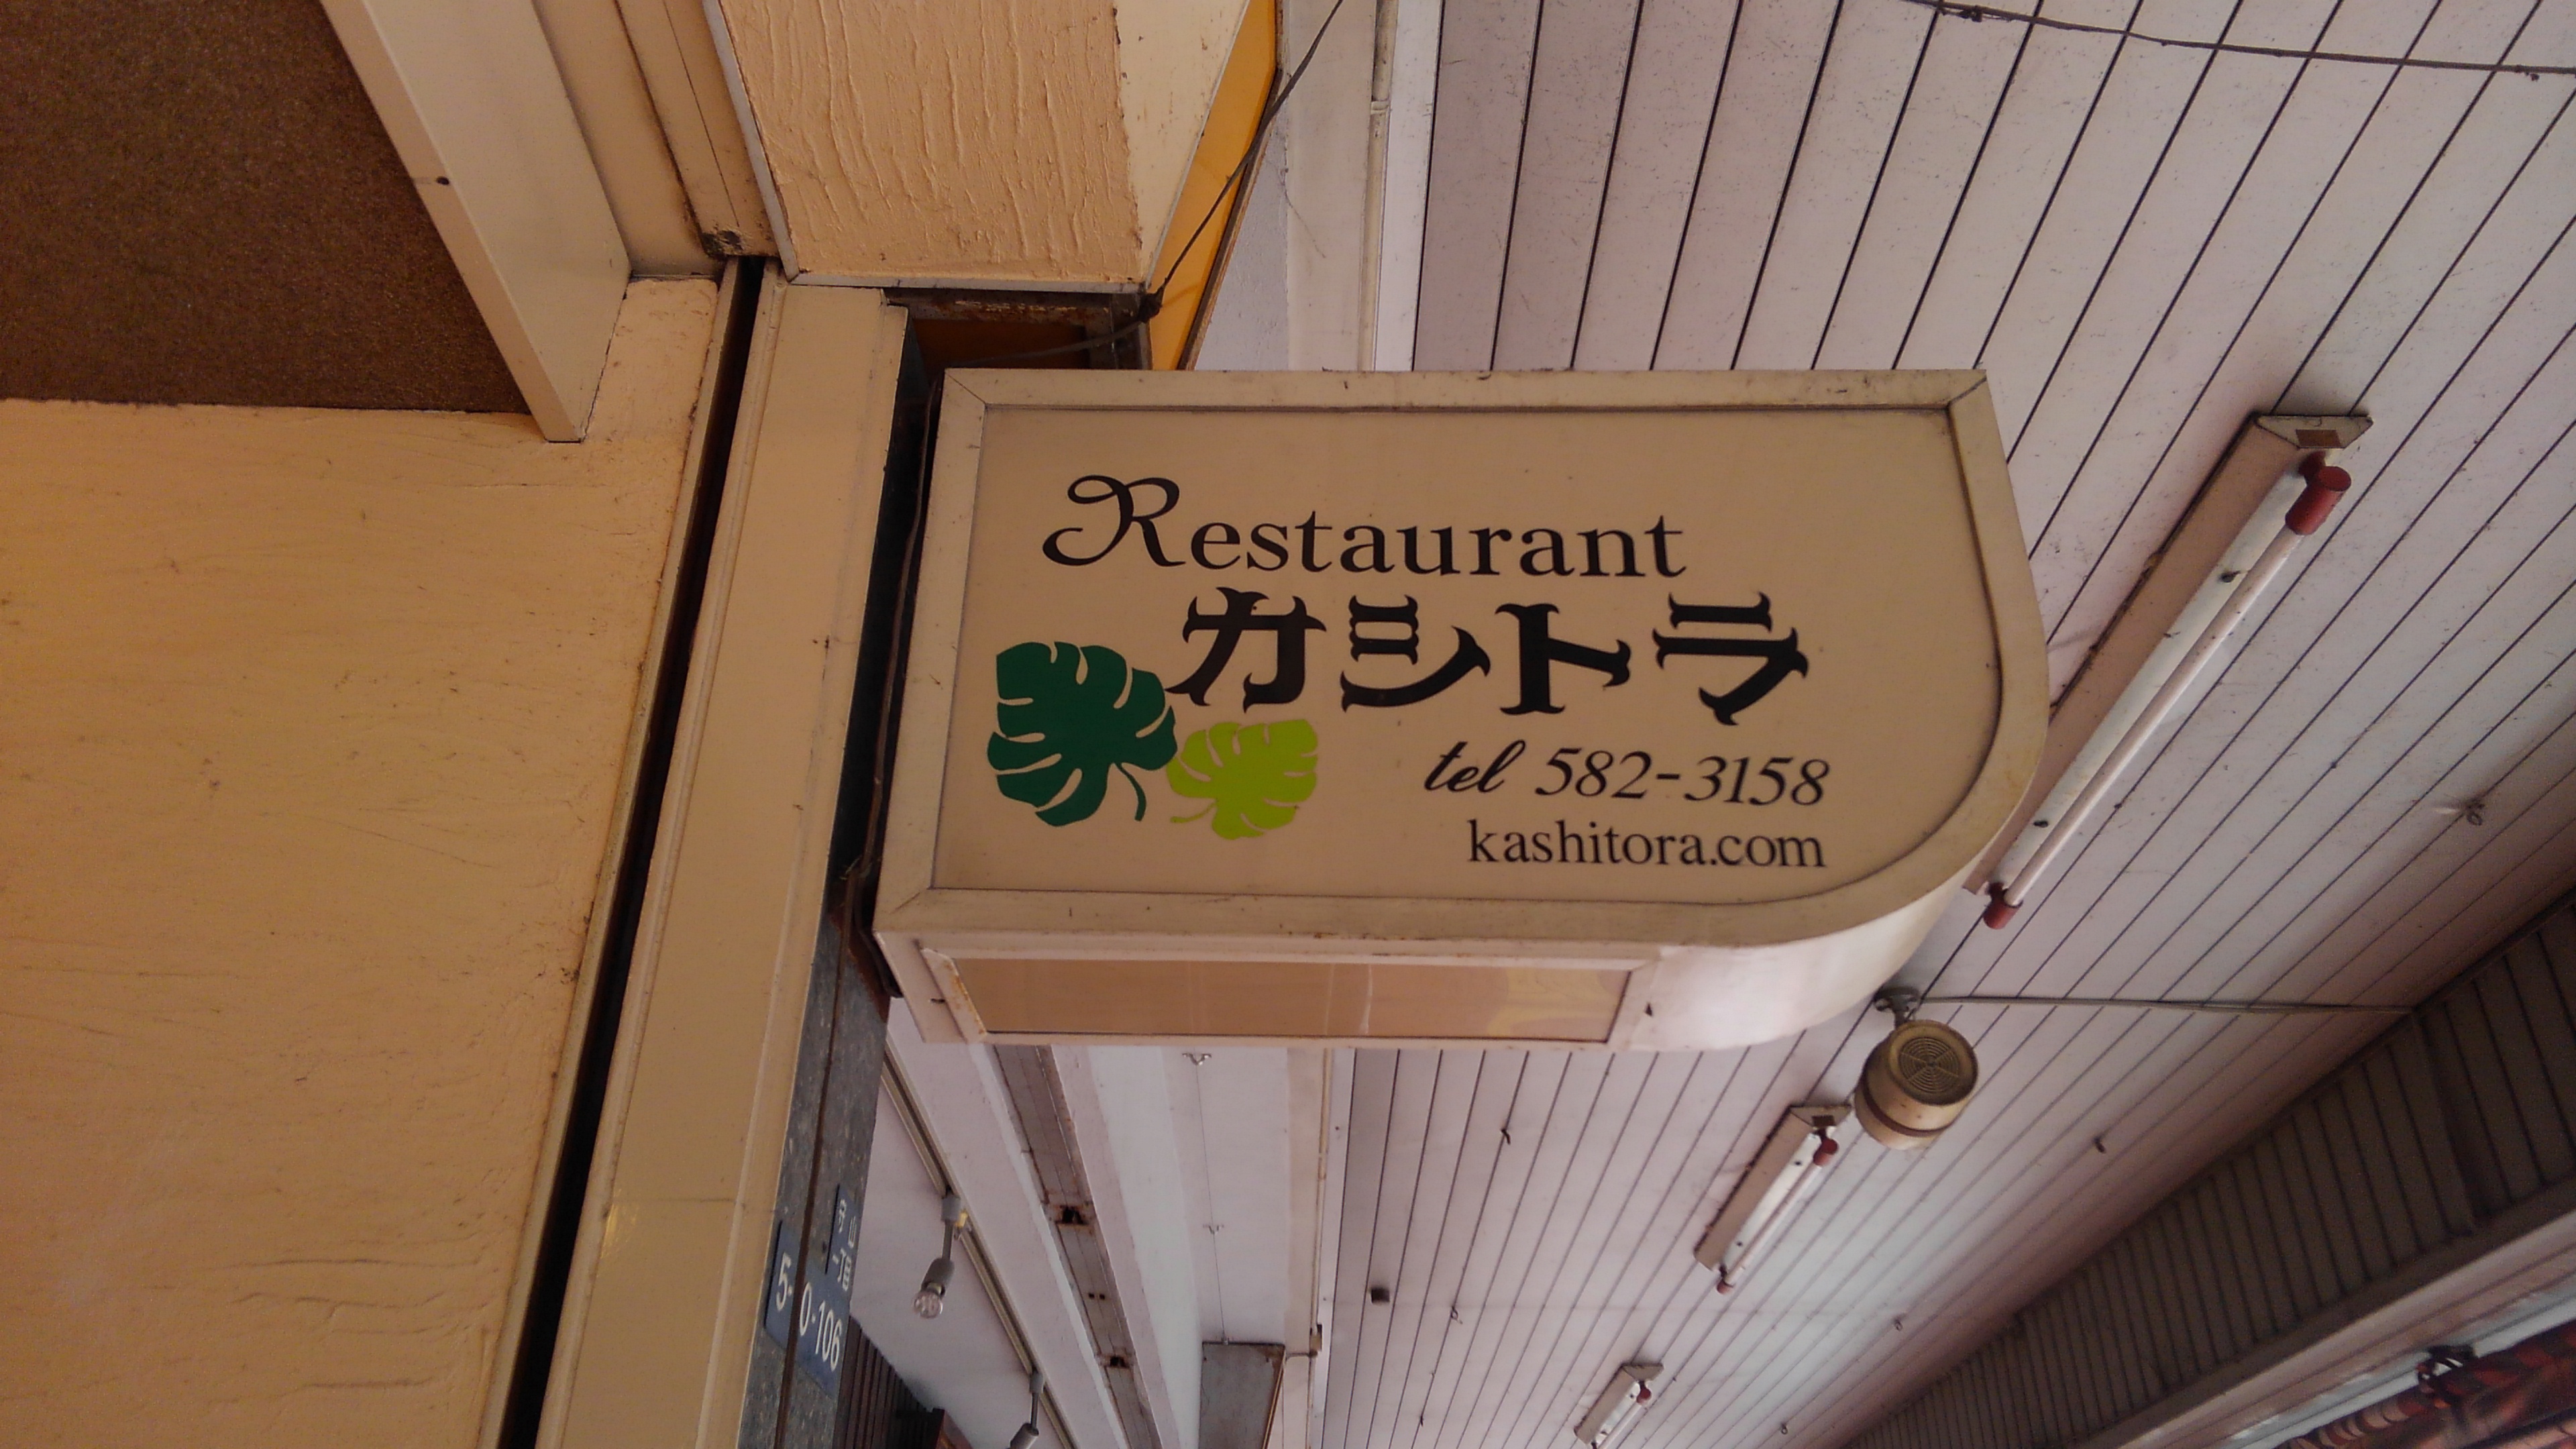 Restaurant
カシトラ
tel 582-3158
kashitora.com
5-
0-106